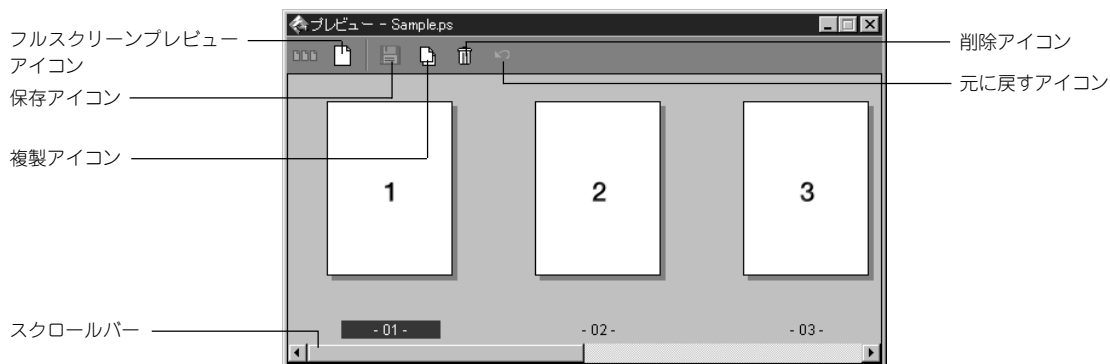 プレビュー - Sample.ps
フルスクリーンプレビュー
アイコン
保存アイコン
複製アイコン
スクロールバー
削除アイコン
元に戻すアイコン
1
2
3
- 01 -
- 02 -
- 03 -